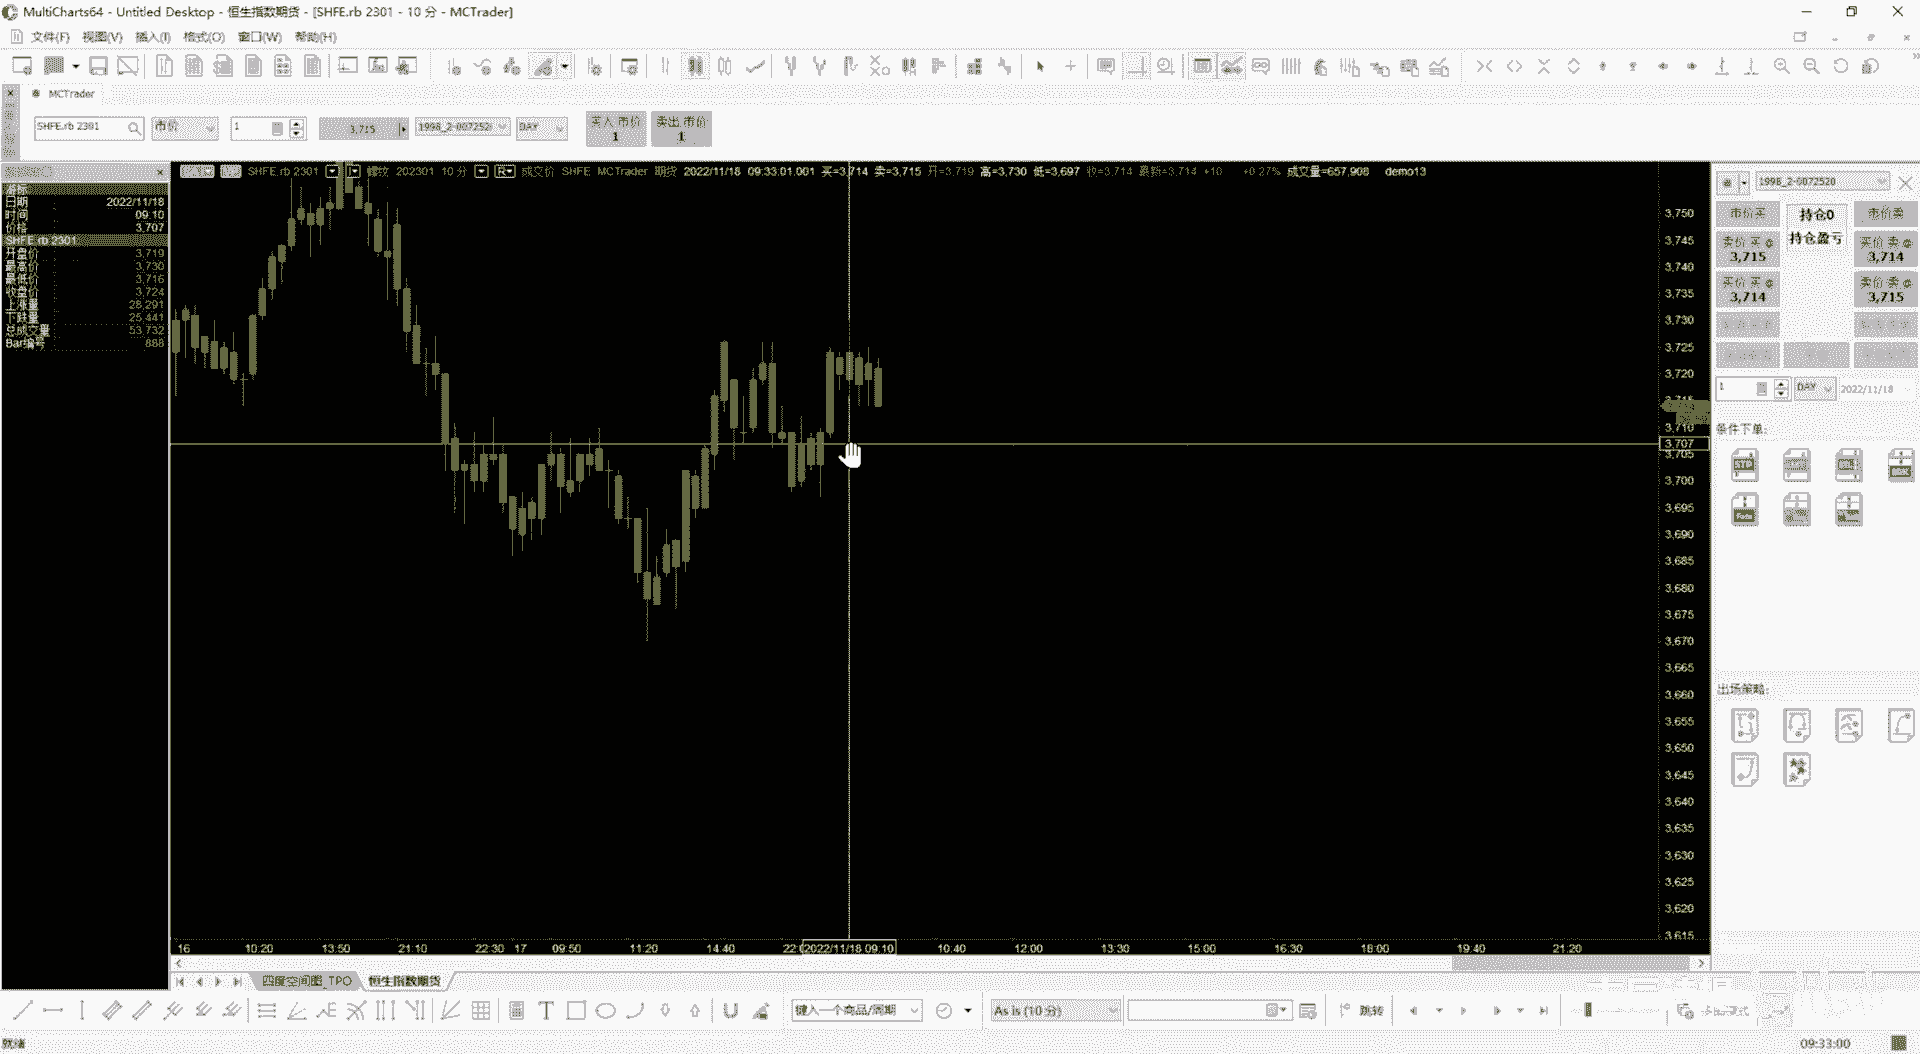 MultiCharts64 - Untitled Desktop - 恒生指数期货 - [SHFE.rb 2301 - 10 分 - MCTrader]
文件(F) 视图(V) 插入(I) 格式(O) 窗口(W) 帮助(H)
MCTrader
SHFE.rb 2301 市价 1 3,715 1998_2-007252 DAY 买入 市价 1 卖出 市价 1
SHFE.rb 2301 螺纹 202301 10 分 成交价 SHFE MCTrader 期货 2022/11/18 09:33:01.001 买=3,714 卖=3,715 开=3,719 高=3,730 低=3,697 收=3,714 最新=3,714 +10 +0.27% 成交量=657,908 demo13
游标
日期 2022/11/18
时间 09:10
价格 3,707
SHFE.rb 2301
开盘价 3,719
最高价 3,730
最低价 3,716
收盘价 3,724
上涨量 28,291
下跌量 25,441
总成交量 53,732
Bar编号 888
3,750
3,745
3,740
3,735
3,730
3,725
3,720
3,710
3,707
3,705
3,700
3,695
3,690
3,685
3,680
3,675
3,670
3,665
3,660
3,655
3,650
3,645
3,640
3,635
3,630
3,625
3,620
3,615
16 10:20 13:50 21:10 22:30 17 09:50 11:20 14:40 2022/11/18 09:10 10:40 12:00 13:30 15:00 16:30 18:00 19:40 21:20
1998_2-0072520
市价买 持仓0 市价卖
持仓盈亏
卖价 买 @ 3,715 买价 卖 @ 3,714
买价 买 @ 3,714 卖价 卖 @ 3,715
1 DAY 2022/11/18
条件下单:
出场策略:
四度空间图_TPO 恒生指数期货
键入一个商品/周期 As is (10 分) 跳转
就绪 09:33:00